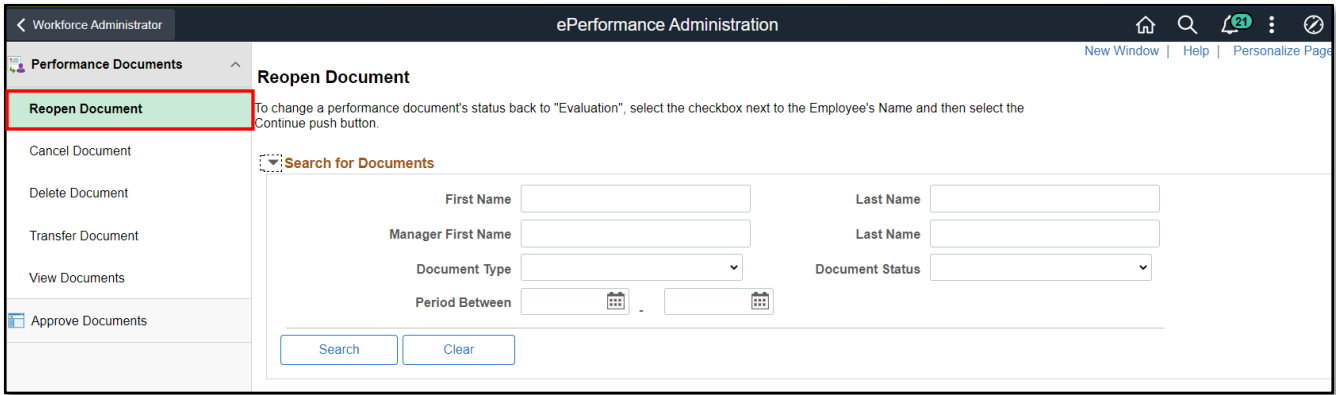 Workforce Administrator
ePerformance Administration
21
New Window | Help | Personalize Page
Performance Documents
Reopen Document
Cancel Document
Delete Document
Transfer Document
View Documents
Approve Documents
Reopen Document
To change a performance document's status back to "Evaluation", select the checkbox next to the Employee's Name and then select the
Continue push button.
Search for Documents
First Name
Last Name
Manager First Name
Last Name
Document Type
Document Status
Period Between
-
Search
Clear